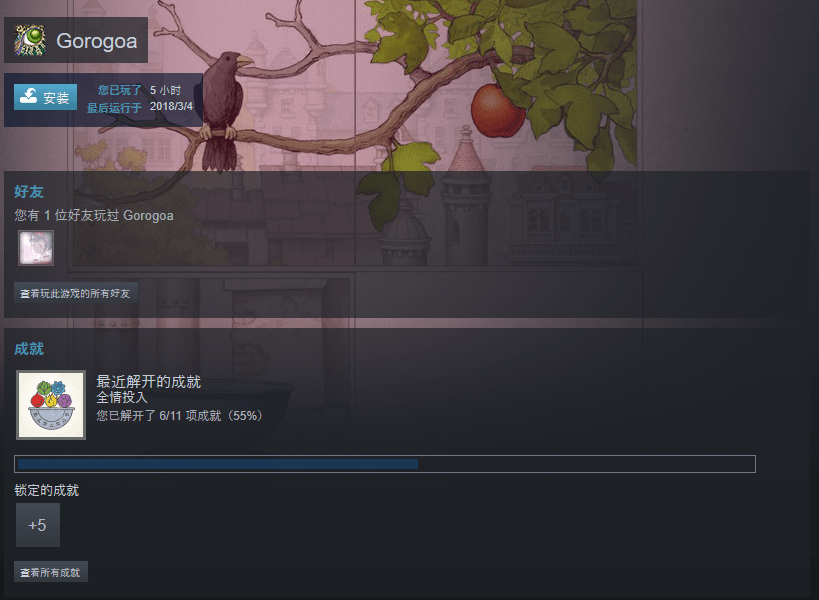 Gorogoa
安装
您已玩了 5 小时
最后运行于 2018/3/4
好友
您有 1 位好友玩过 Gorogoa
查看玩此游戏的所有好友
成就
最近解开的成就
全情投入
您已解开了 6/11 项成就（55%）
锁定的成就
+5
查看所有成就